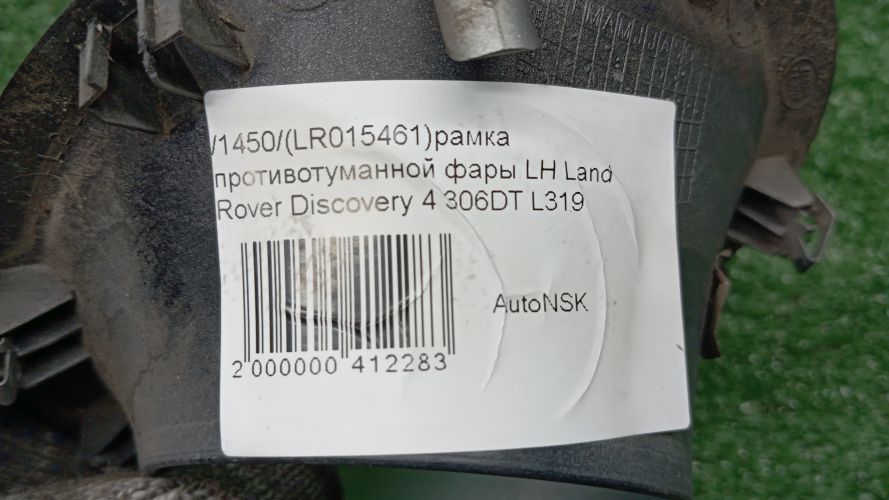 /1450/(LR015461)рамка
противотуманной фары LH Land
Rover Discovery 4 306DT L319
AutoNSK
2 000000 412283